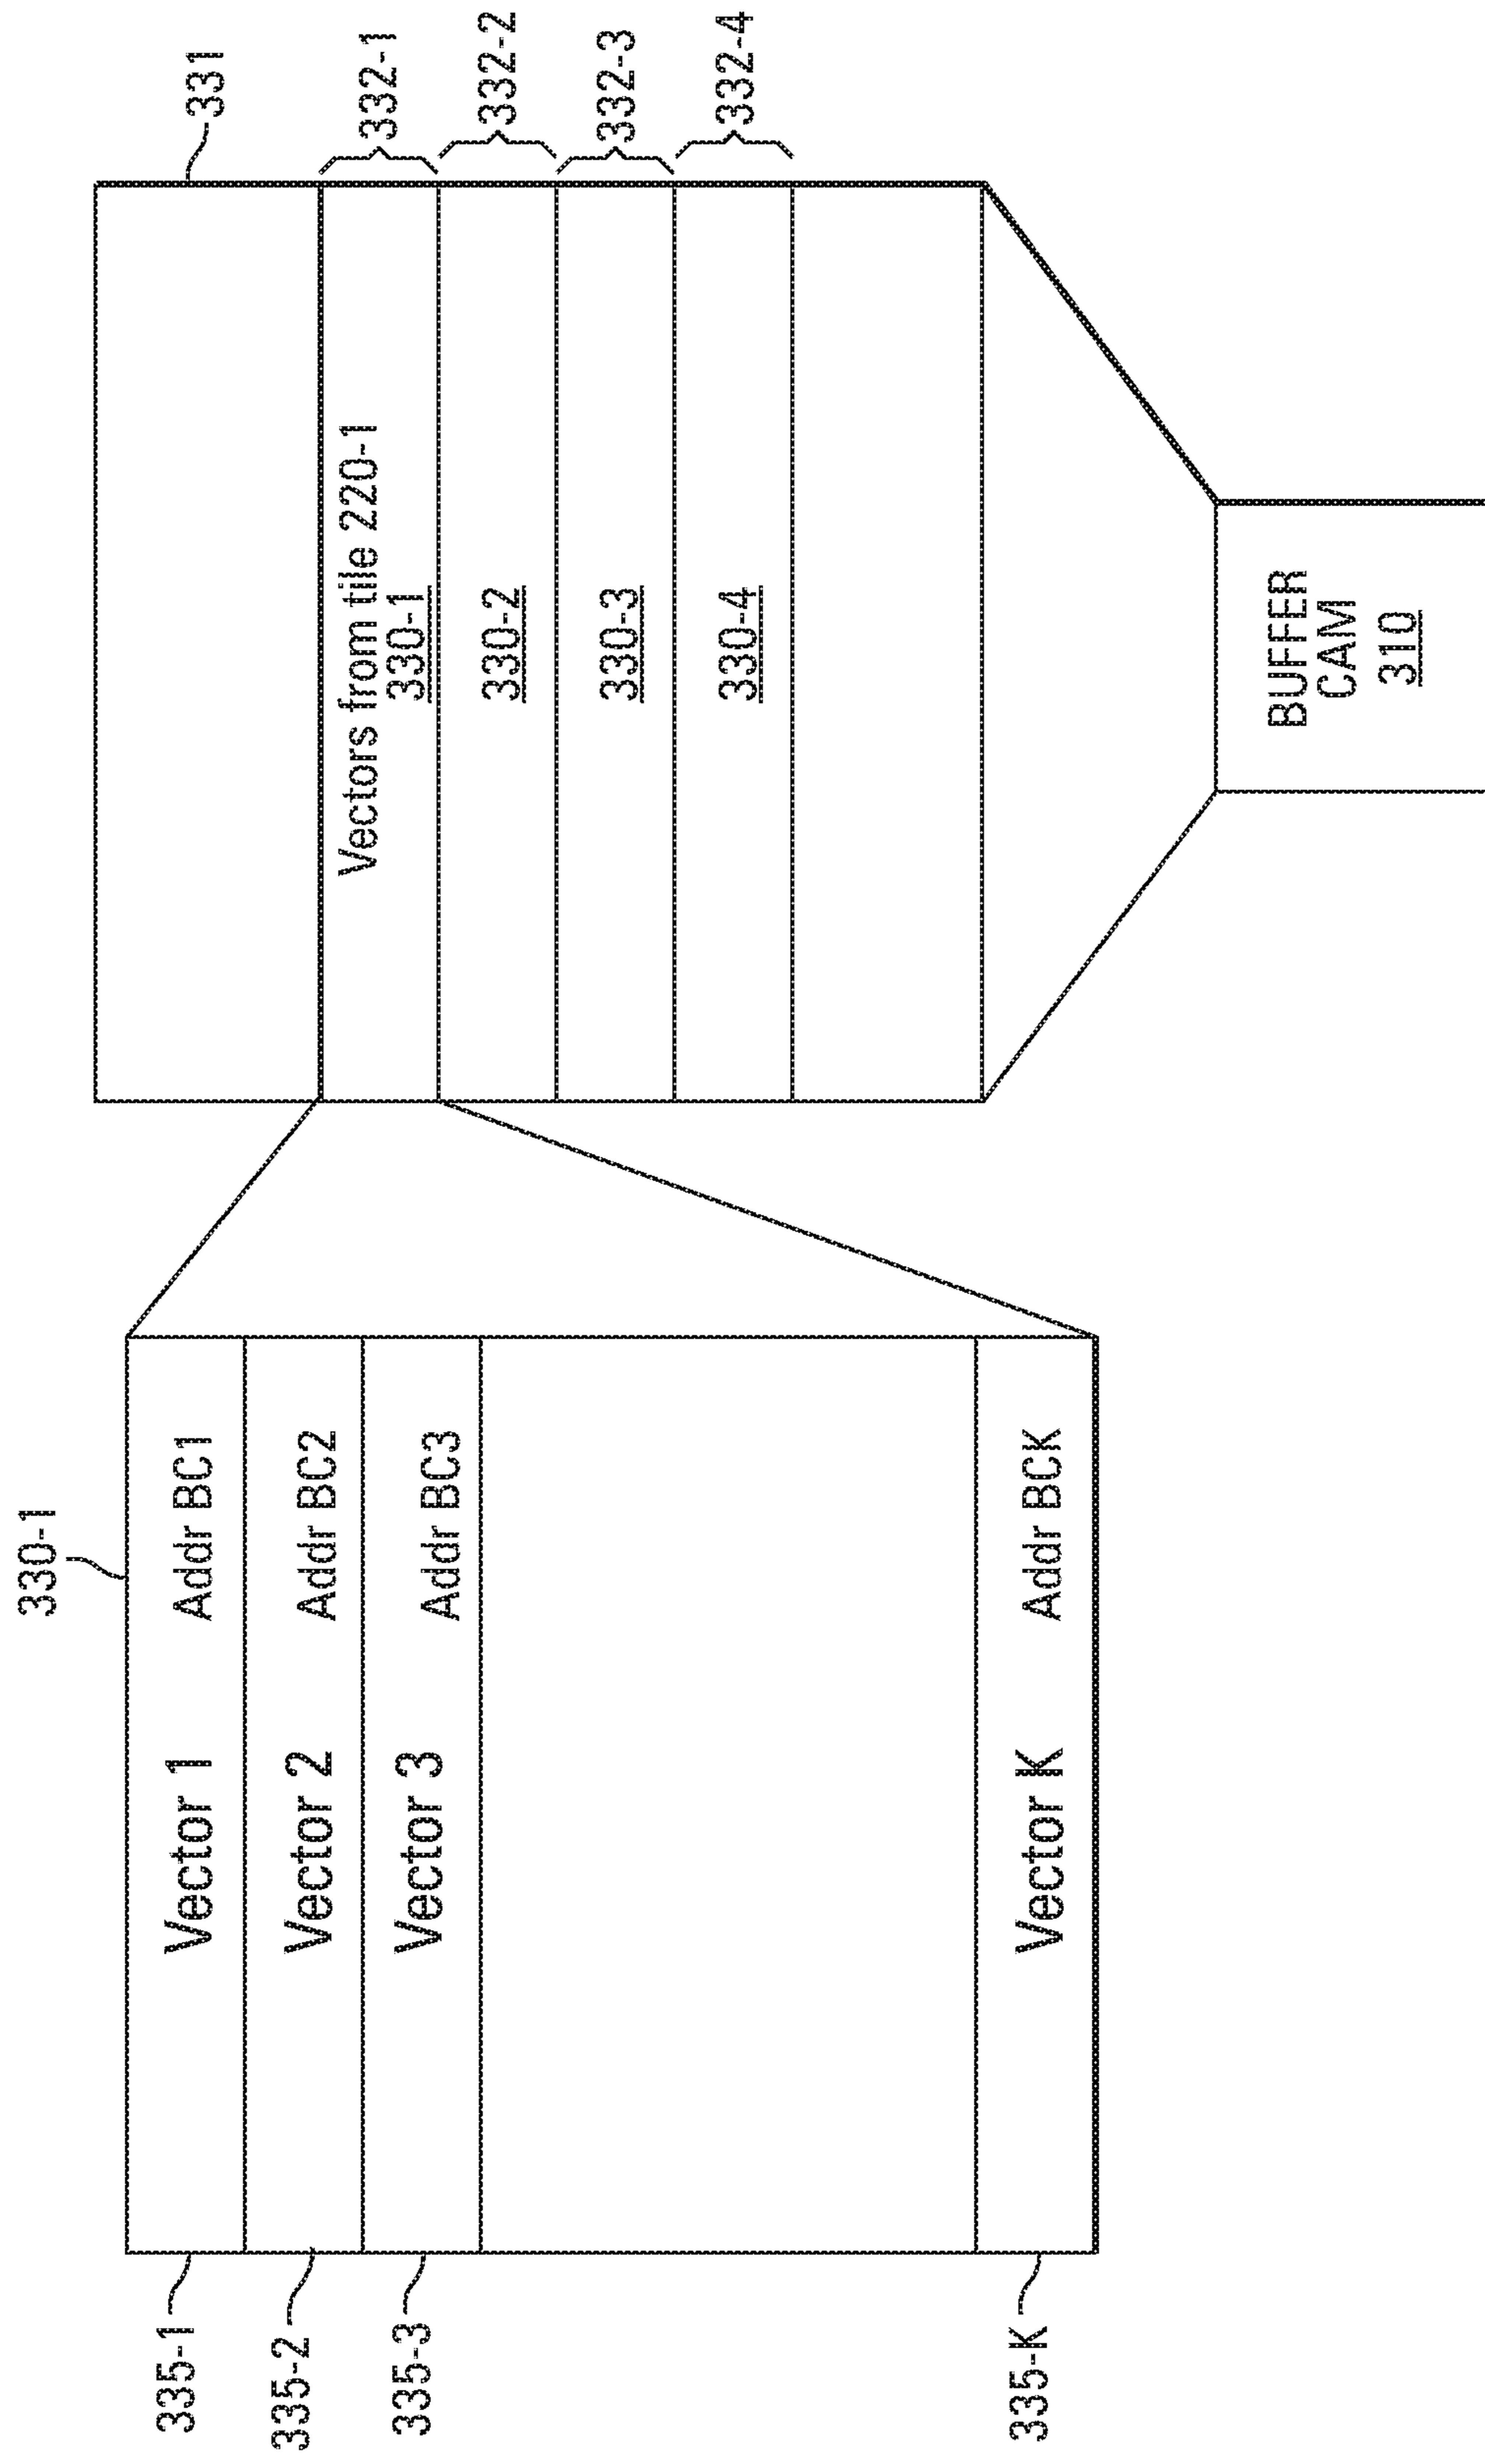 330-1
335-1
Vector 1 Addr BC1
335-2
Vector 2 Addr BC2
335-3
Vector 3 Addr BC3
335-K
Vector K Addr BCK
331
Vectors from tile 220-1
330-1
332-1
330-2
332-2
330-3
332-3
330-4
332-4
BUFFER
CAM
310